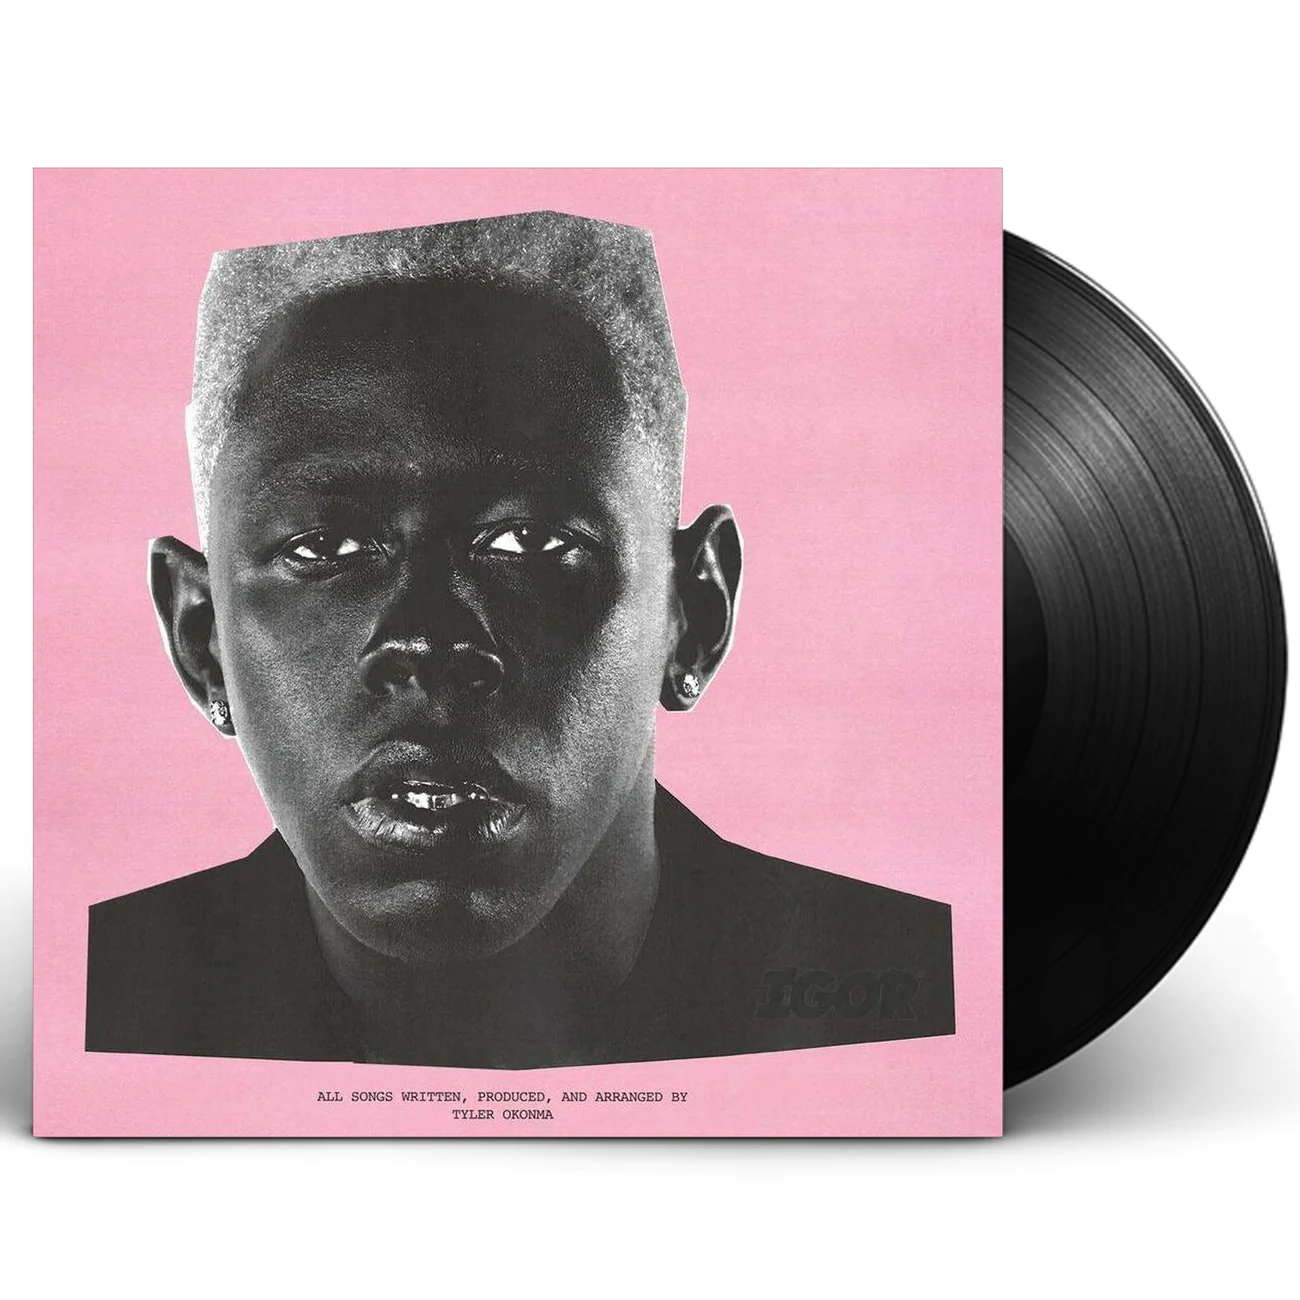 IGOR
ALL SONGS WRITTEN, PRODUCED, AND ARRANGED BY
TYLER OKONMA